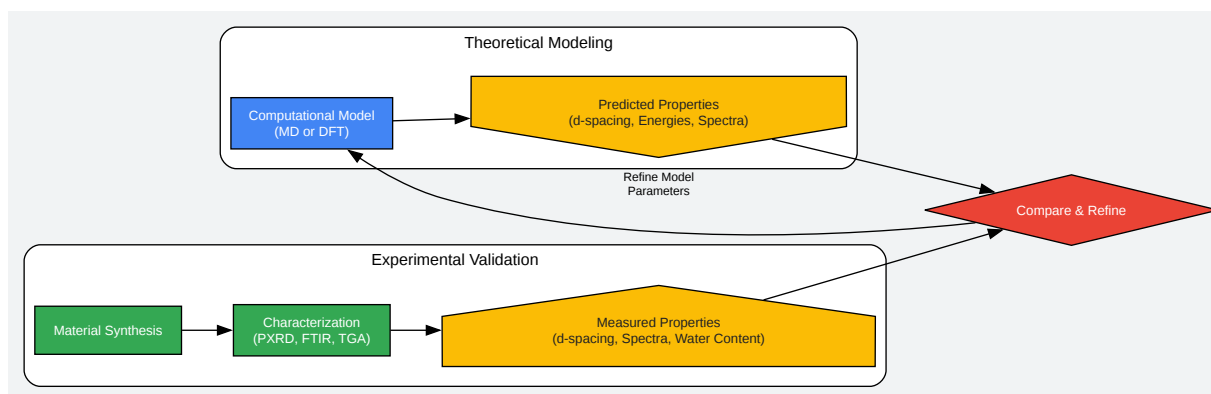 Theoretical Modeling
Computational Model
(MD or DFT)
Predicted Properties
(d-spacing, Energies, Spectra)
Refine Model
Parameters
Compare & Refine
Experimental Validation
Material Synthesis
Characterization
(PXRD, FTIR, TGA)
Measured Properties
(d-spacing, Spectra, Water Content)